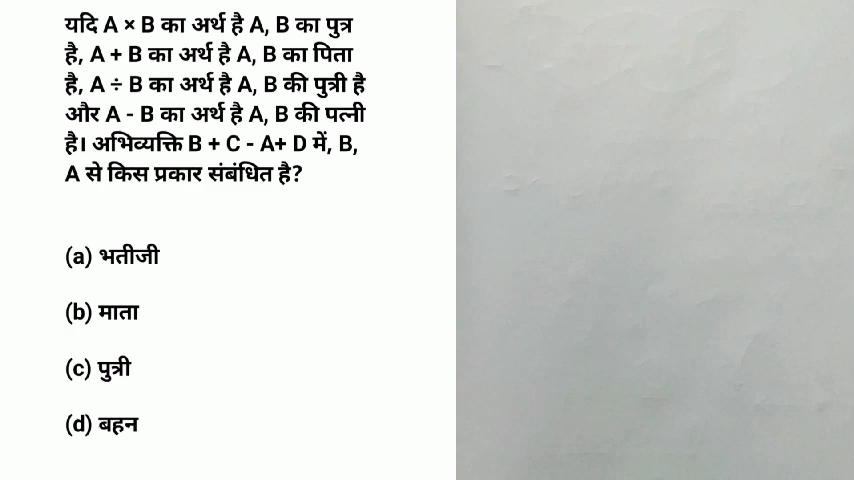 यदि A × B का अर्थ है A, B का पुत्र
है, A + B का अर्थ है A, B का पिता
है, A ÷ B का अर्थ है A, B की पुत्री है
और A - B का अर्थ है A, B की पत्नी
है। अभिव्यक्ति B + C - A+ D में, B,
A से किस प्रकार संबंधित है?
(a) भतीजी
(b) माता
(c) पुत्री
(d) बहन